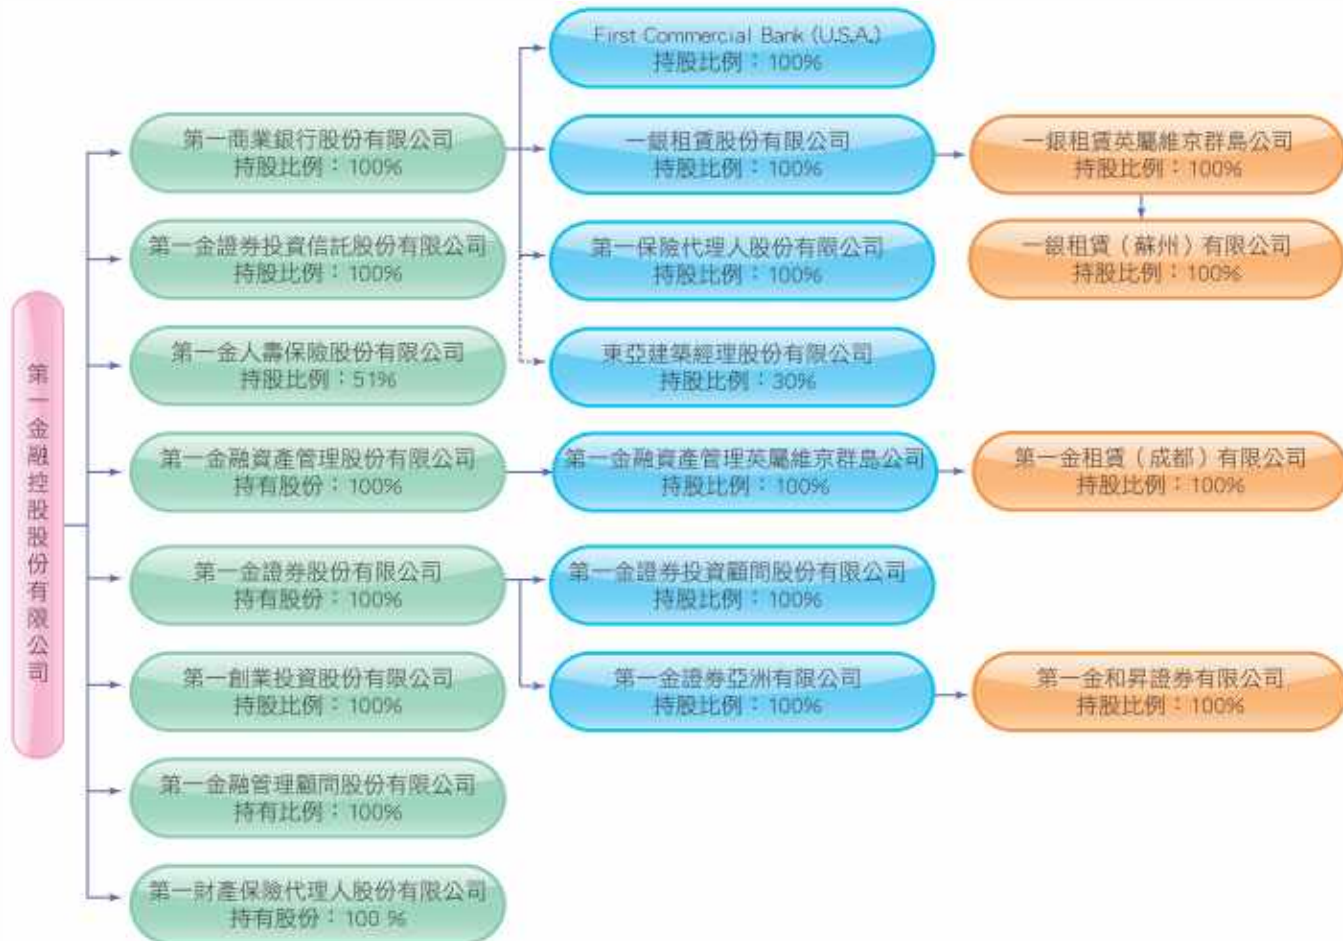 第一金融控股股份有限公司
第一商業銀行股份有限公司
持股比例：100%
第一金證券投資信託股份有限公司
持股比例：100%
第一金人壽保險股份有限公司
持股比例：51%
第一金融資產管理股份有限公司
持有股份：100%
第一金證券股份有限公司
持有股份：100%
第一創業投資股份有限公司
持股比例：100%
第一金融管理顧問股份有限公司
持有比例：100%
第一財產保險代理人股份有限公司
持有股份：100 %
First Commercial Bank (U.S.A.)
持股比例：100%
一銀租賃股份有限公司
持股比例：100%
第一保險代理人股份有限公司
持股比例：100%
東亞建築經理股份有限公司
持股比例：30%
第一金融資產管理英屬維京群島公司
持股比例：100%
第一金證券投資顧問股份有限公司
持股比例：100%
第一金證券亞洲有限公司
持股比例：100%
一銀租賃英屬維京群島公司
持股比例：100%
一銀租賃（蘇州）有限公司
持股比例：100%
第一金租賃（成都）有限公司
持股比例：100%
第一金和昇證券有限公司
持股比例：100%